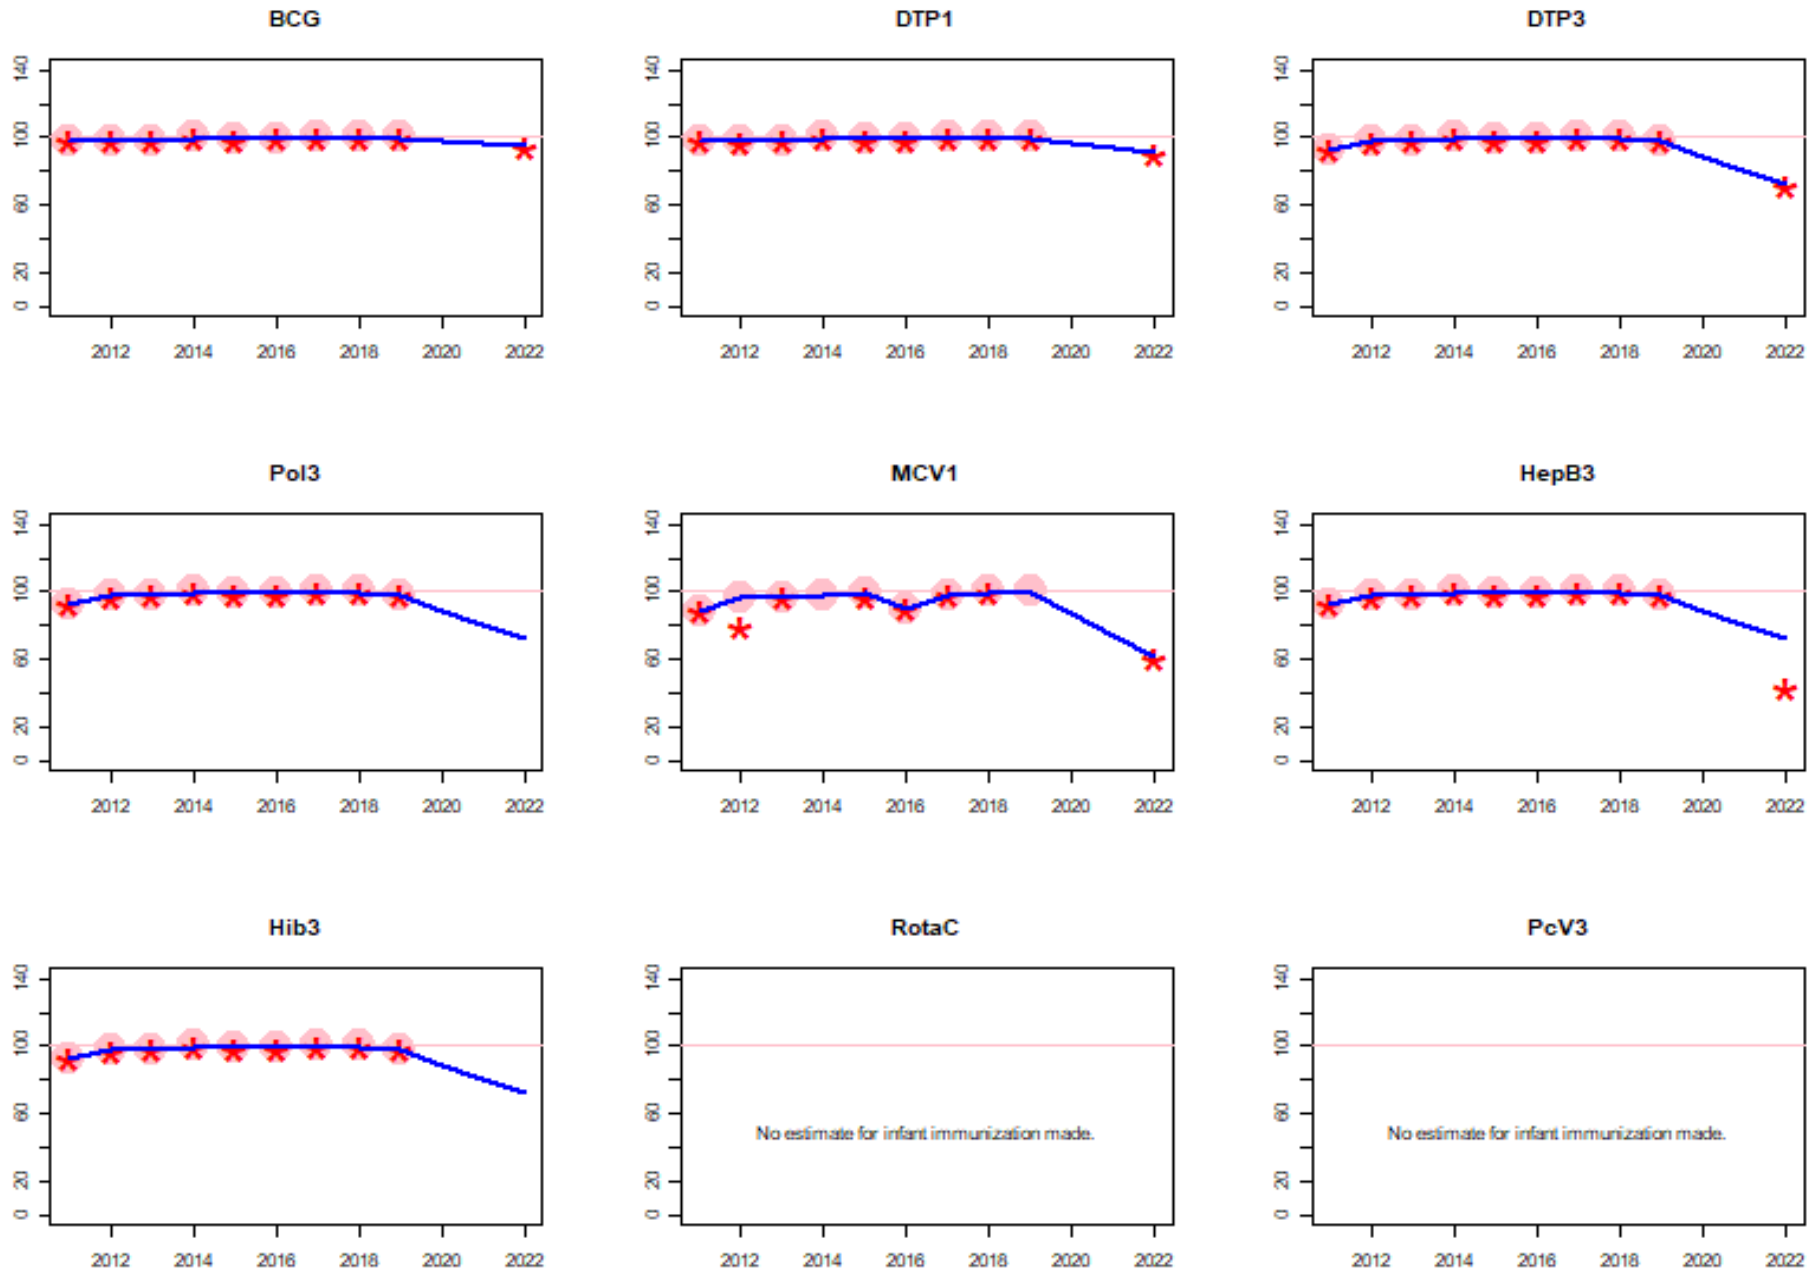 BCG DTP1 DTP3
140 140 140
100 100 100
60 60 60
20 20 20
0 0 0
2012 2014 2016 2018 2020 2022 2012 2014 2016 2018 2020 2022 2012 2014 2016 2018 2020 2022
Pol3 MCV1 HepB3
140 140 140
100 100 100
60 60 60
20 20 20
0 0 0
2012 2014 2016 2018 2020 2022 2012 2014 2016 2018 2020 2022 2012 2014 2016 2018 2020 2022
Hib3 RotaC PcV3
140 140 140
100 100 100
60 60 60
No estimate for infant immunization made. No estimate for infant immunization made.
20 20 20
0 0 0
2012 2014 2016 2018 2020 2022 2012 2014 2016 2018 2020 2022 2012 2014 2016 2018 2020 2022